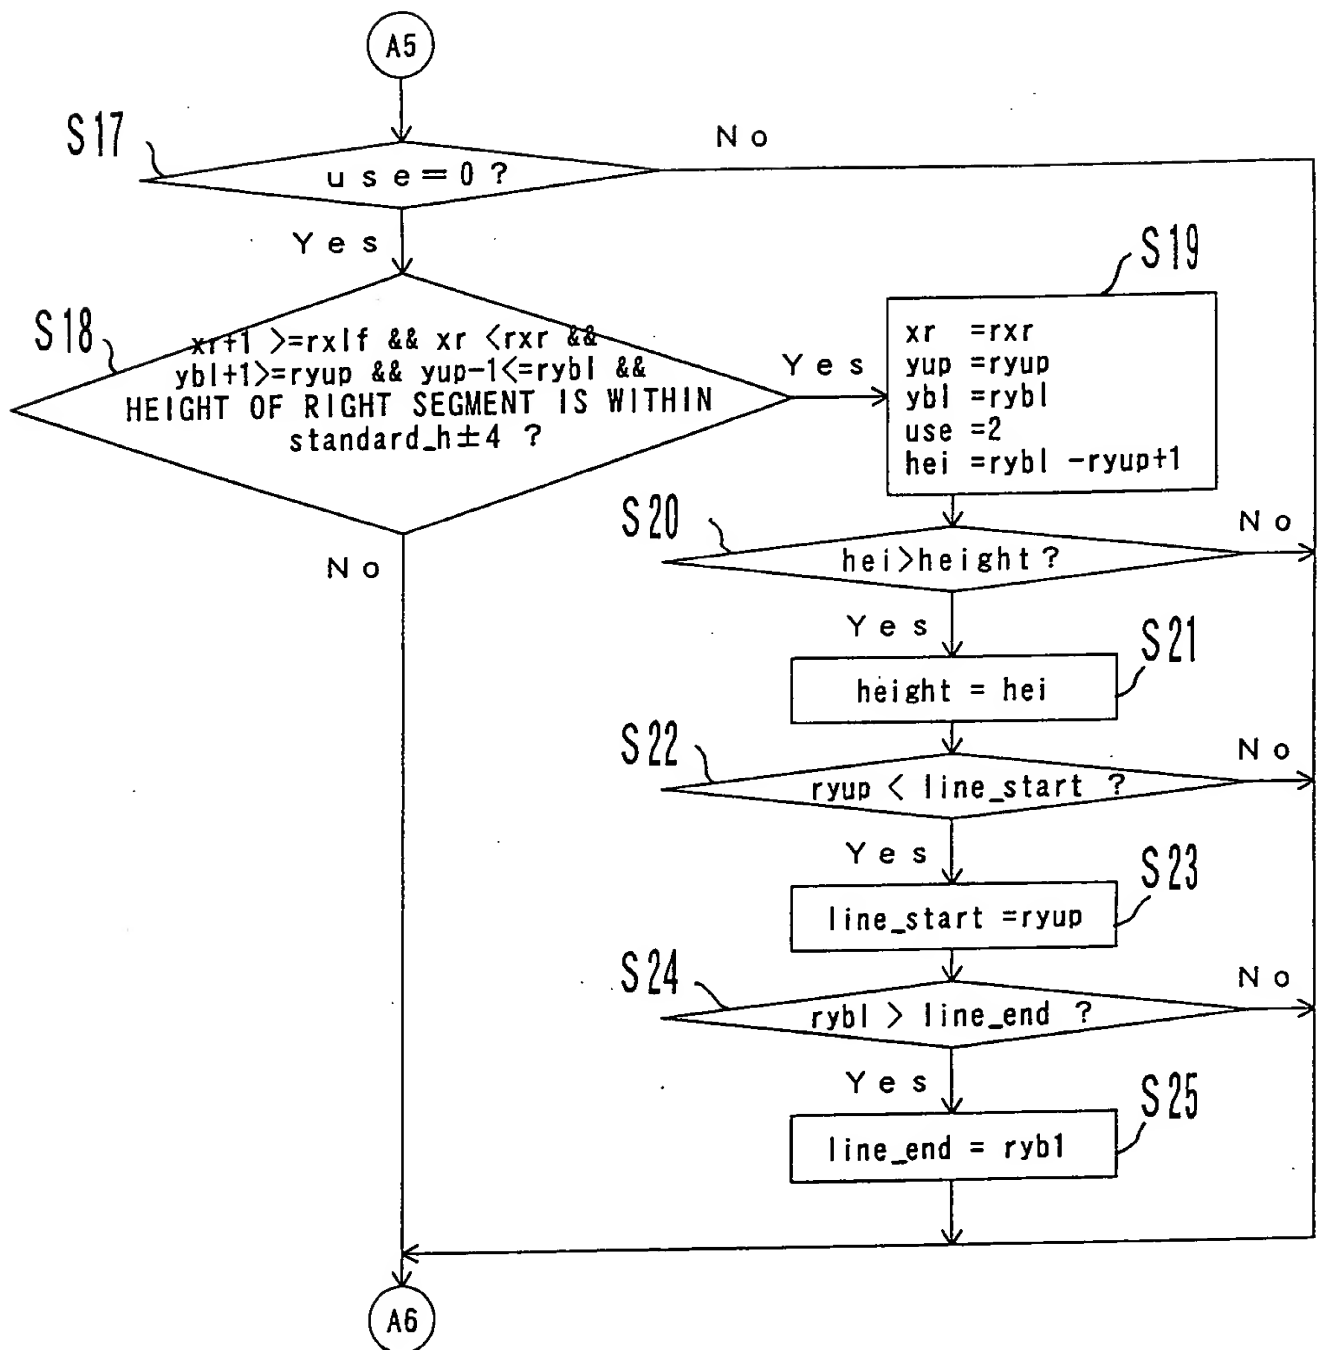 A5
S17
No
use=0?
Yes
S19
S18
xr+1 >=rxlf && xr <rxr &&
ybl+1>=ryup && yup-1<=rybl &&
HEIGHT OF RIGHT SEGMENT IS WITHIN
standard_h±4 ?
Yes
xr =rxr
yup =ryup
ybl =rybl
use =2
hei =rybl -ryup+1
No
S20
hei>height?
No
Yes
S21
height = hei
S22
ryup < line_start ?
No
Yes
S23
line_start =ryup
S24
rybl > line_end ?
No
Yes
S25
line_end = ryb1
A6